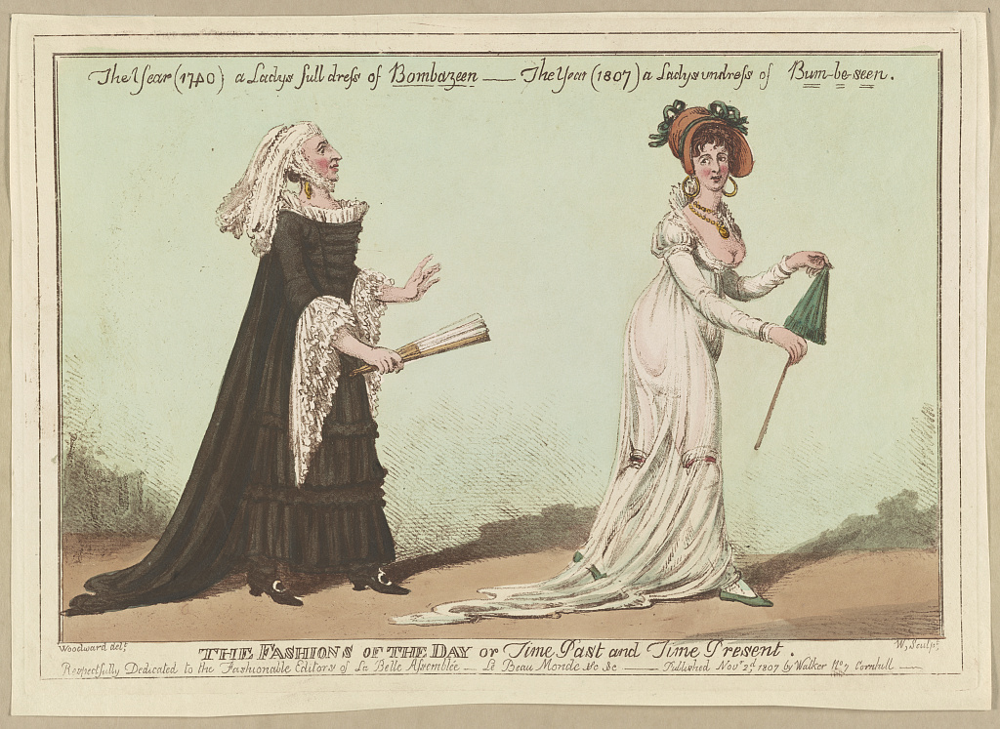 The Year (1740) a Ladys full dress of Bombazeen — The Year (1807) a Ladys undress of Bum-be-seen.
Woodward delt.
W, Sculpt.
THE FASHIONS OF THE DAY or Time Past and Time Present.
Respectfully Dedicated to the Fashionable Editors of La Belle Assemblée — Le Beau Monde &c &c — Published Novr 2d, 1807 by Walker No 7 Cornhill —